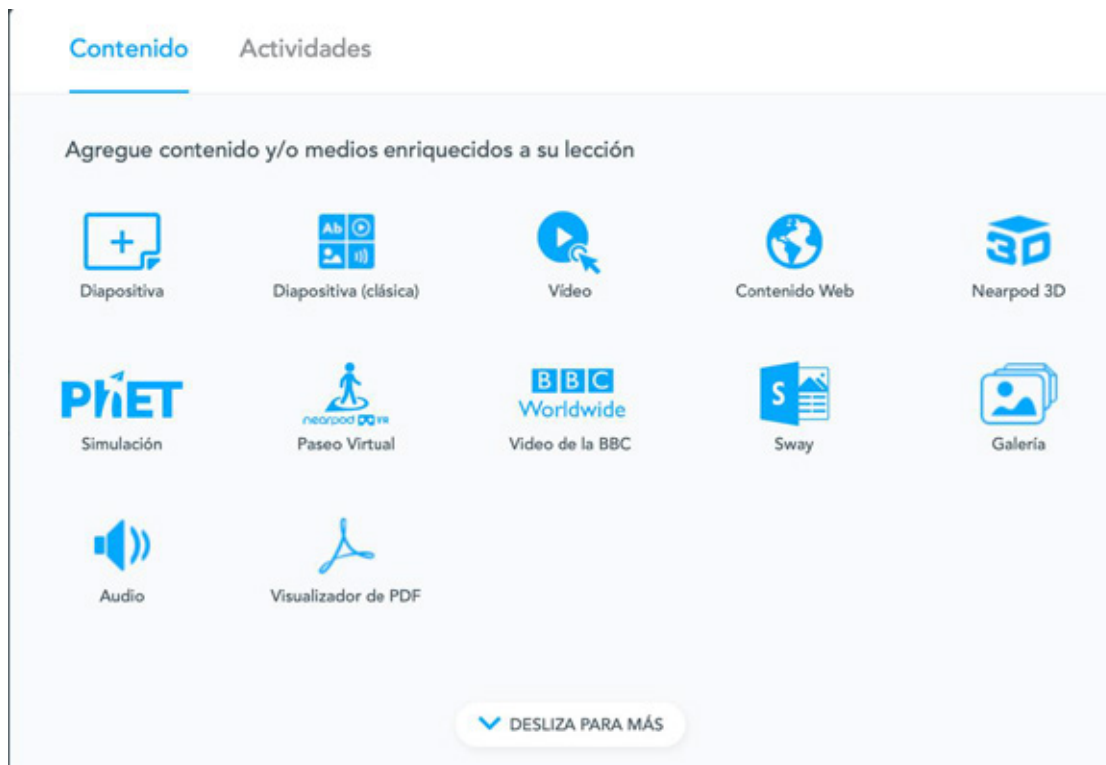 Contenido Actividades
Agregue contenido y/o medios enriquecidos a su lección
Ab
3D
Diapositiva Diapositiva (clásica) Vídeo Contenido Web Nearpod 3D
PhET
nearpod VR
BBC
Worldwide
S
Simulación Paseo Virtual Video de la BBC Sway Galería
Audio Visualizador de PDF
DESLIZA PARA MÁS